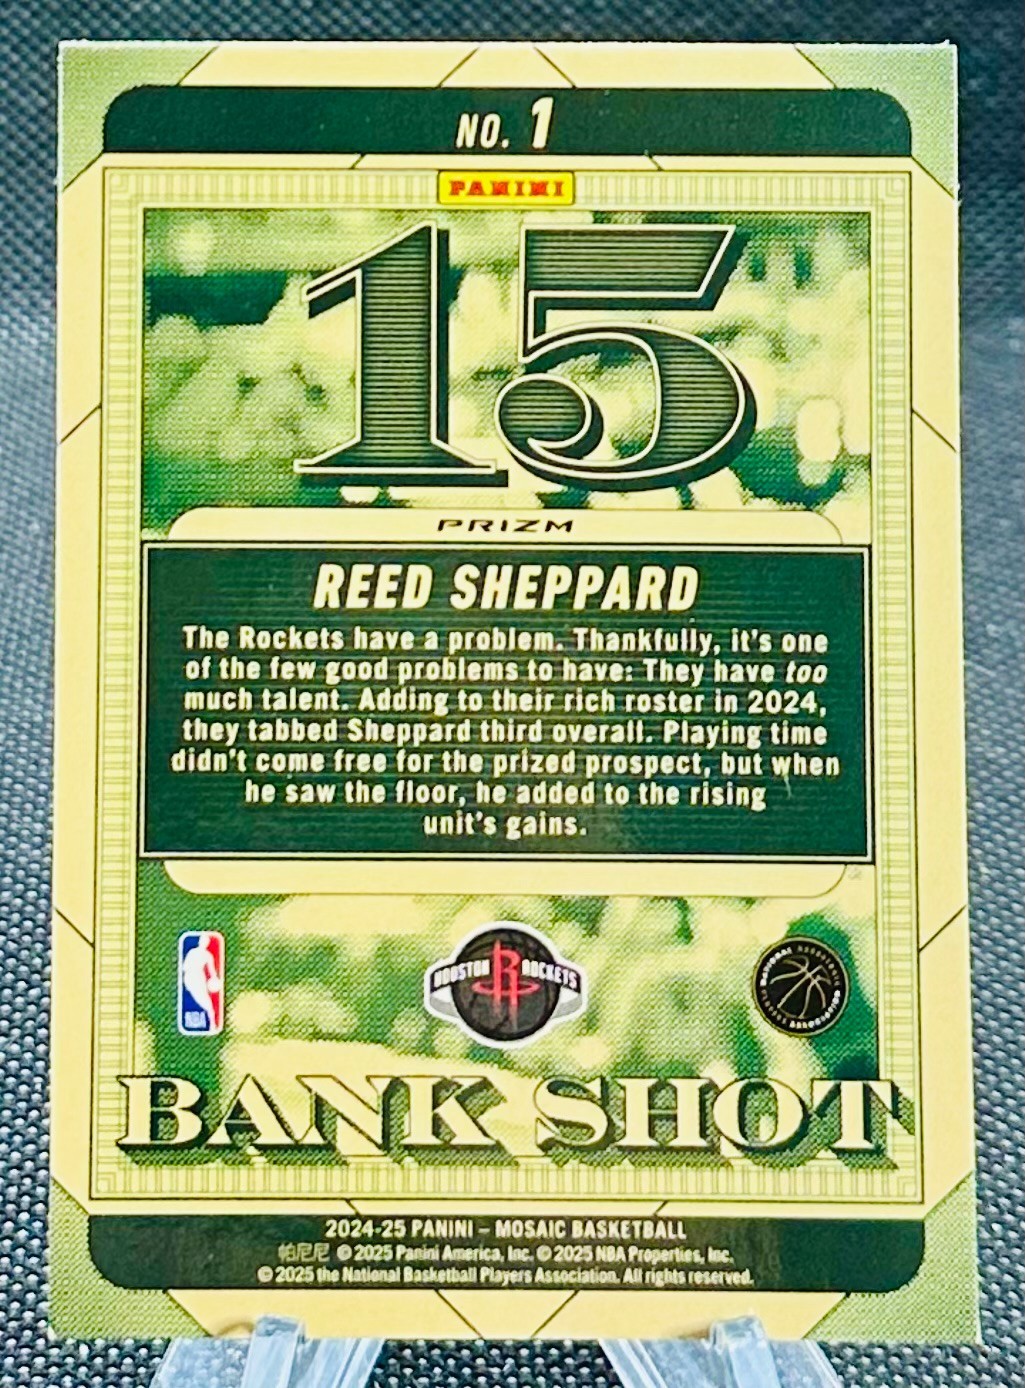 NO. 1
PANINI
15
PRIZM
REED SHEPPARD
The Rockets have a problem. Thankfully, it's one
of the few good problems to have: They have too
much talent. Adding to their rich roster in 2024,
they tabbed Sheppard third overall. Playing time
didn't come free for the prized prospect, but when
he saw the floor, he added to the rising
unit's gains.
NBA
HOUSTON R ROCKETS
NATIONAL BASKETBALL PLAYERS ASSOCIATION
BANK SHOT
2024-25 PANINI – MOSAIC BASKETBALL
帕尼尼 © 2025 Panini America, Inc. © 2025 NBA Properties, Inc.
© 2025 the National Basketball Players Association. All rights reserved.